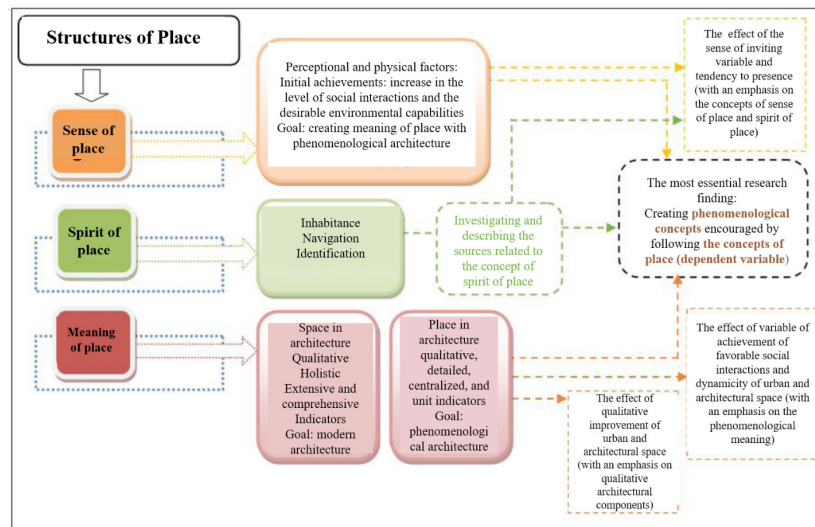 Structures of Place
Sense of
place
Perceptional and physical factors:
Initial achievements: increase in the
level of social interactions and the
desirable environmental capabilities
Goal: creating meaning of place with
phenomenological architecture
The effect of the
sense of inviting
variable and
tendency to presence
(with an emphasis on
the concepts of sense
of place and spirit of
place)
Spirit of
place
Inhabitance
Navigation
Identification
Investigating and
describing the
sources related to
the concept of
spirit of place
The most essential research
finding:
Creating phenomenological
concepts encouraged by
following the concepts of
place (dependent variable)
Meaning
of place
Space in
architecture
Qualitative
Holistic
Extensive and
comprehensive
Indicators
Goal: modern
architecture
Place in
architecture
qualitative,
detailed,
centralized, and
unit indicators
Goal:
phenomenologi
cal architecture
The effect of
qualitative
improvement of
urban and
architectural space
(with an emphasis on
qualitative
architectural
components)
The effect of variable of
achievement of
favorable social
interactions and
dynamicity of urban and
architectural space (with
an emphasis on the
phenomenological
meaning)